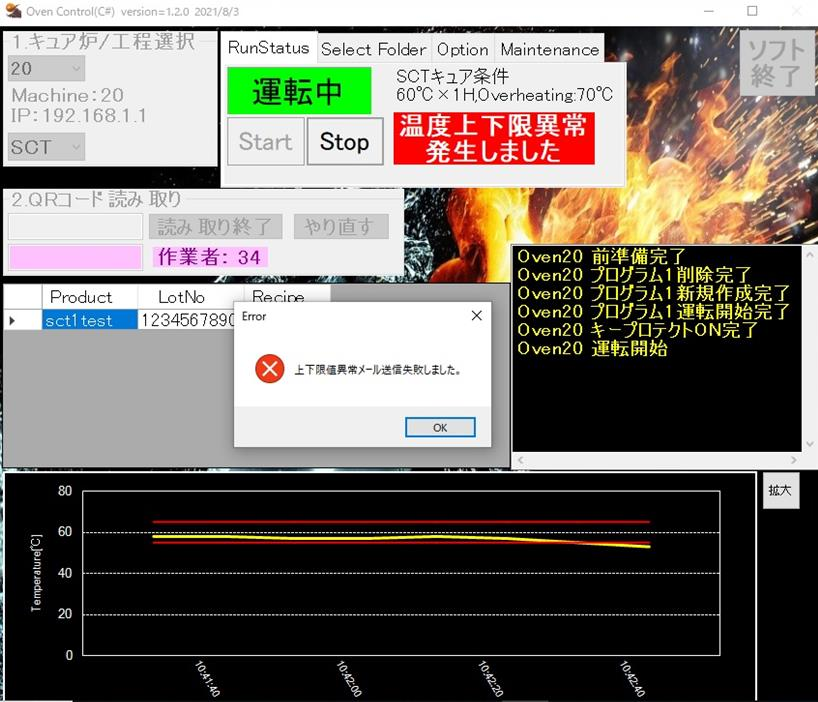 Oven Control(C#) version=1.2.0 2021/8/3
1.キュア炉/工程選択
20
Machine:20
IP:192.168.1.1
SCT
RunStatus Select Folder Option Maintenance
運転中
SCTキュア条件
60℃×1H,Overheating:70℃
Start Stop
温度上下限異常
発生しました
ソフト
終了
2.QRコード読み取り
読み取り終了 やり直す
作業者: 34
Product LotNo Recipe
sct1test 1234567890
Oven20 前準備完了
Oven20 プログラム1削除完了
Oven20 プログラム1新規作成完了
Oven20 プログラム1運転開始完了
Oven20 キープロテクトON完了
Oven20 運転開始
Error
上下限値異常メール送信失敗しました。
OK
拡大
80
60
40
20
0
Temperature[℃]
10:41:40
10:42:00
10:42:20
10:42:40